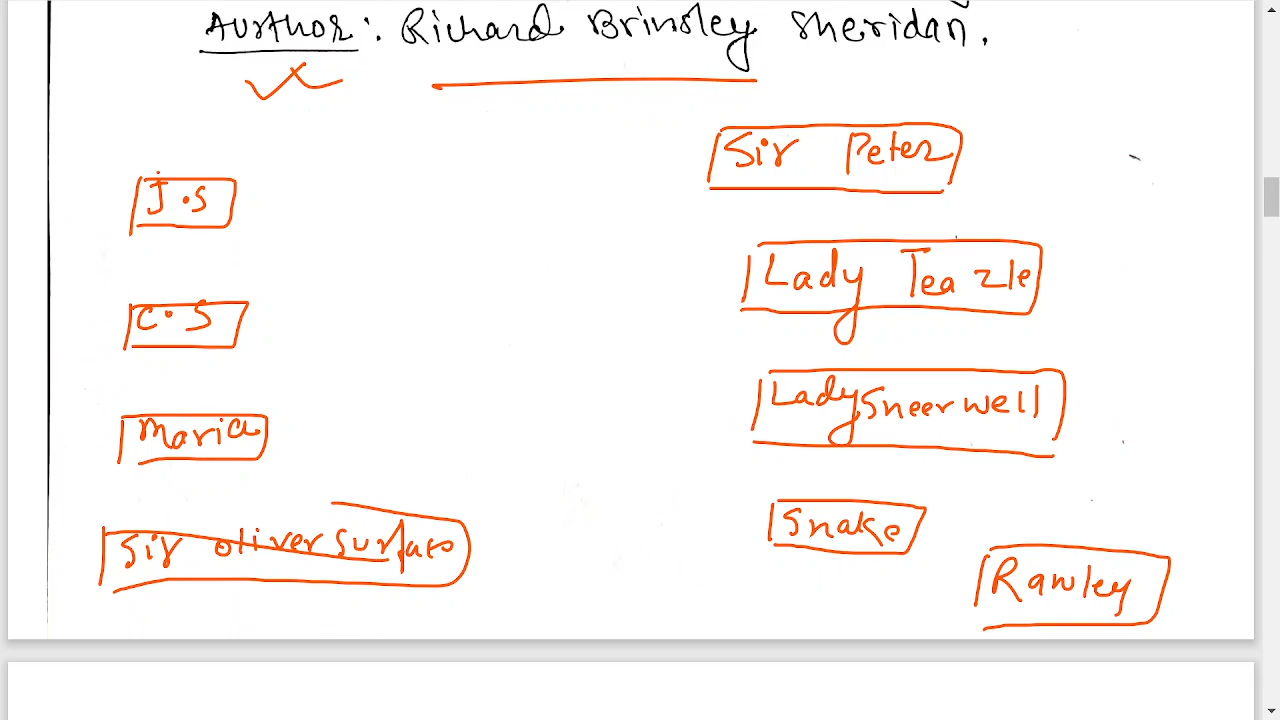 Author: Richard Brinsley Sheridan.
Sir Peter
J.S
Lady Teazle
C.S
Lady Sneerwell
Maria
Snake
Sir Oliver Surface
Rawley